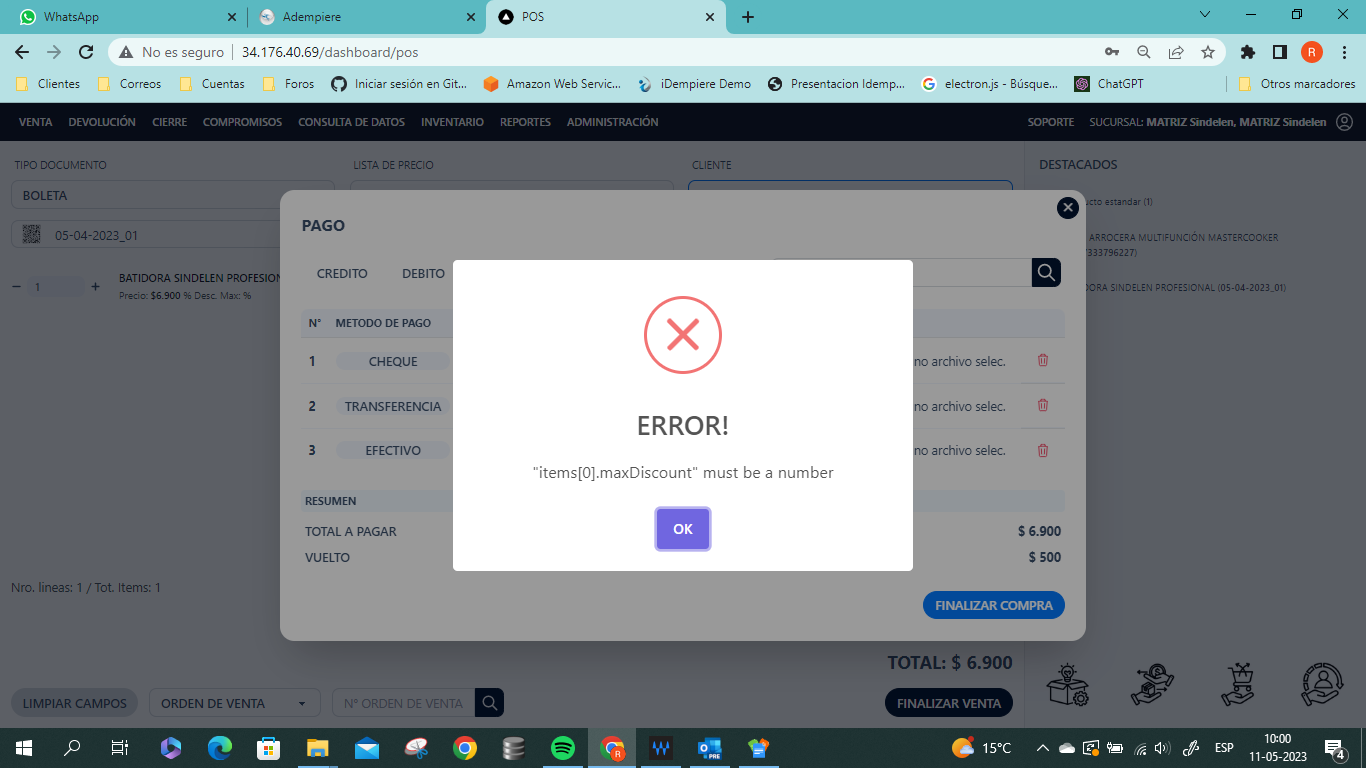 WhatsApp
Adempiere
POS
No es seguro
34.176.40.69/dashboard/pos
R
Clientes
Correos
Cuentas
Foros
Iniciar sesión en Git...
Amazon Web Servic...
iDempiere Demo
Presentacion Idemp...
electron.js - Búsque...
ChatGPT
Otros marcadores
VENTA
DEVOLUCIÓN
CIERRE
COMPROMISOS
CONSULTA DE DATOS
INVENTARIO
REPORTES
ADMINISTRACIÓN
SOPORTE
SUCURSAL: MATRIZ Sindelen, MATRIZ Sindelen
TIPO DOCUMENTO
LISTA DE PRECIO
CLIENTE
DESTACADOS
BOLETA
05-04-2023_01
1
BATIDORA SINDELEN PROFESION
Precio: $6.900 % Desc. Max: %
estandar (1)
ARROCERA MULTIFUNCIÓN MASTERCOOKER
SINDELEN PROFESIONAL (05-04-2023_01)
PAGO
CREDITO
DEBITO
N°
METODO DE PAGO
1
CHEQUE
no archivo selec.
2
TRANSFERENCIA
no archivo selec.
3
EFECTIVO
no archivo selec.
ERROR!
"items[0].maxDiscount" must be a number
OK
RESUMEN
TOTAL A PAGAR
$ 6.900
VUELTO
$ 500
FINALIZAR COMPRA
Nro. lineas: 1 / Tot. Items: 1
TOTAL: $ 6.900
LIMPIAR CAMPOS
ORDEN DE VENTA
N° ORDEN DE VENTA
FINALIZAR VENTA
R
PRE
15°C
ESP
10:00
11-05-2023
4